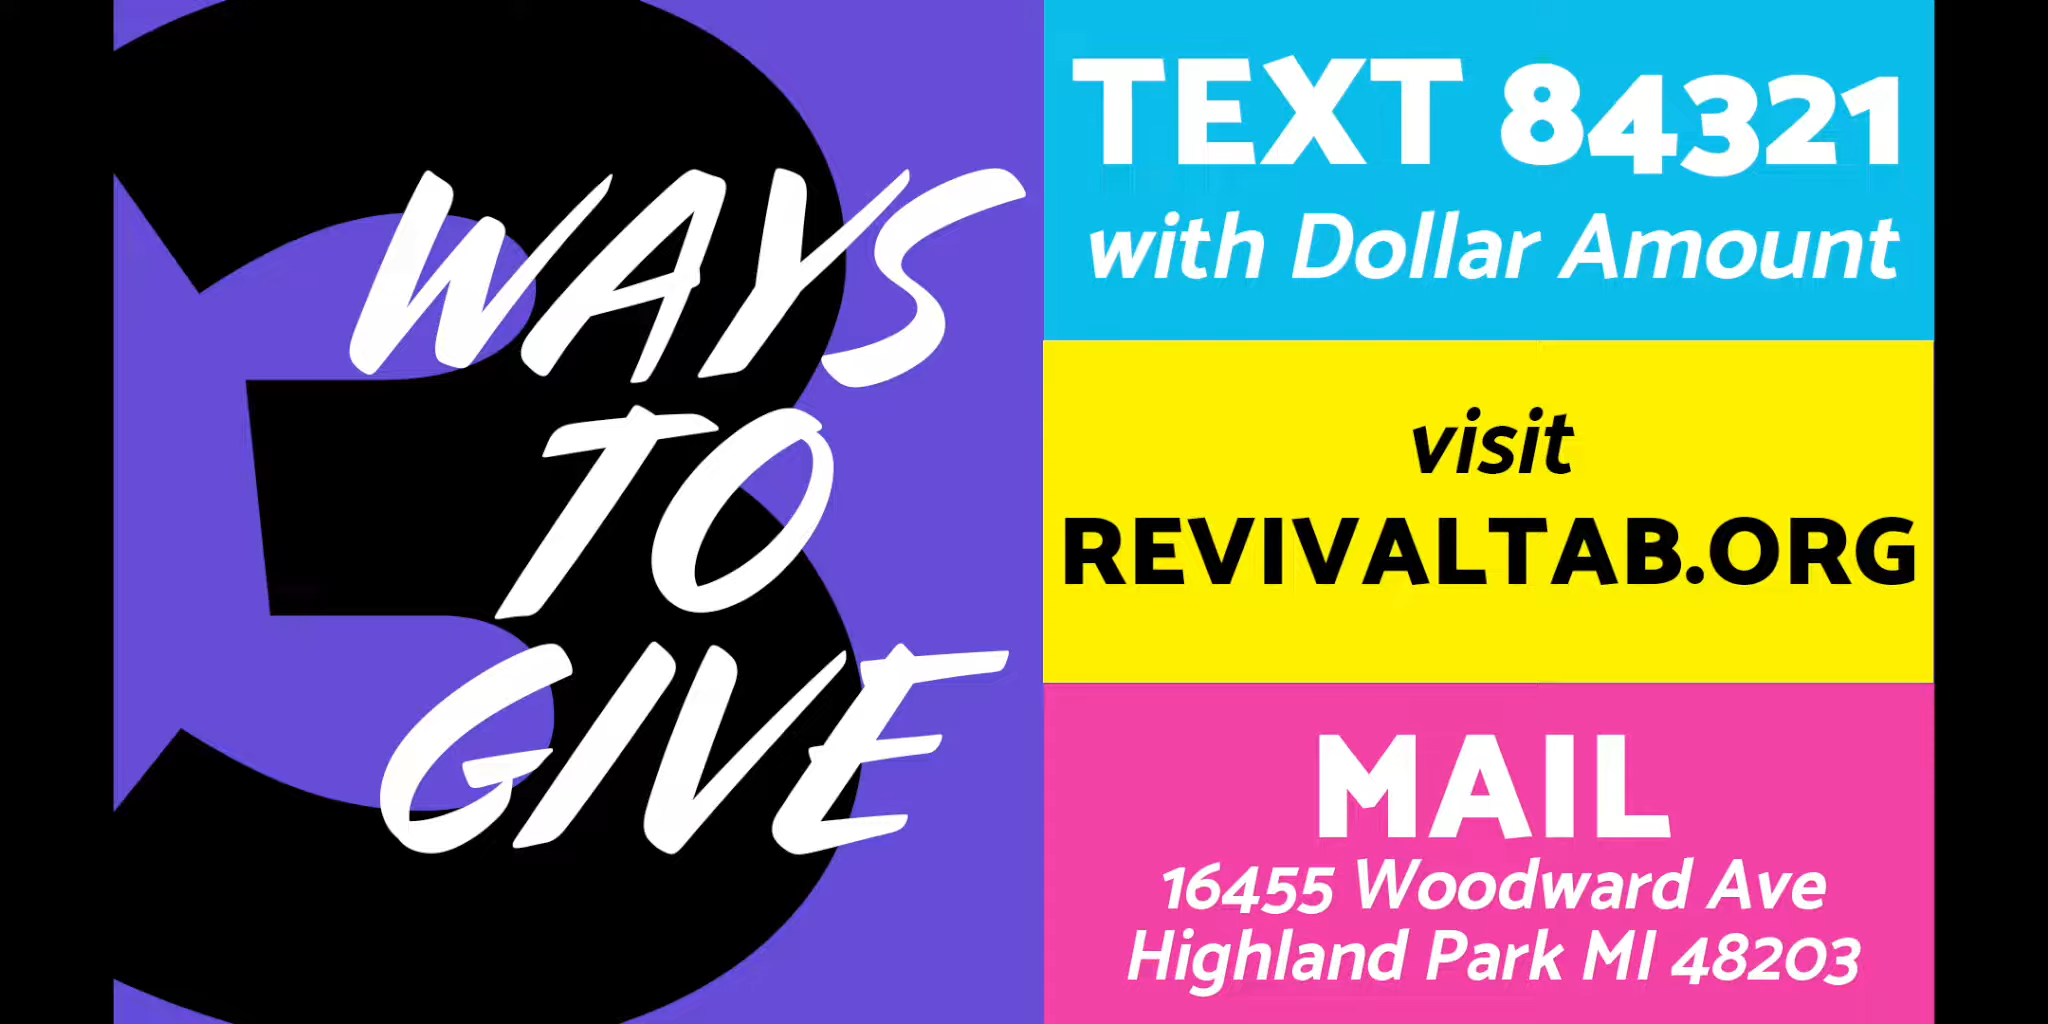 3
WAYS
TO
GIVE
TEXT 84321
with Dollar Amount
visit
REVIVALTAB.ORG
MAIL
16455 Woodward Ave
Highland Park MI 48203